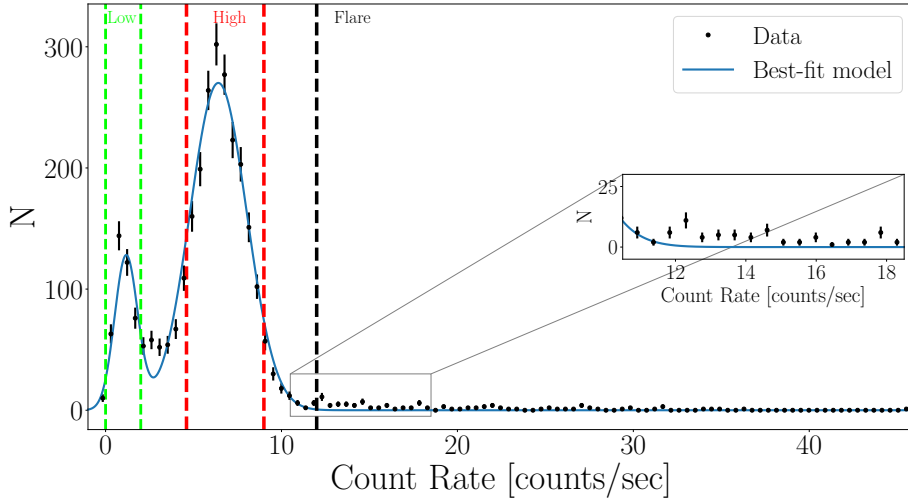 Low
High
Flare
Data
Best-fit model
300
200
100
0
N
0
10
20
30
40
Count Rate [counts/sec]
25
0
N
12
14
16
18
Count Rate [counts/sec]